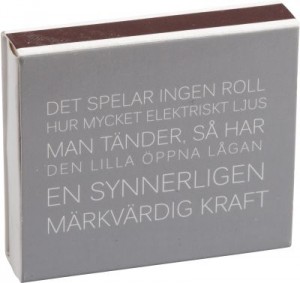 DET SPELAR INGEN ROLL
HUR MYCKET ELEKTRISKT LJUS
MAN TÄNDER, SÅ HAR
DEN LILLA ÖPPNA LÅGAN
EN SYNNERLIGEN
MÄRKVÄRDIG KRAFT